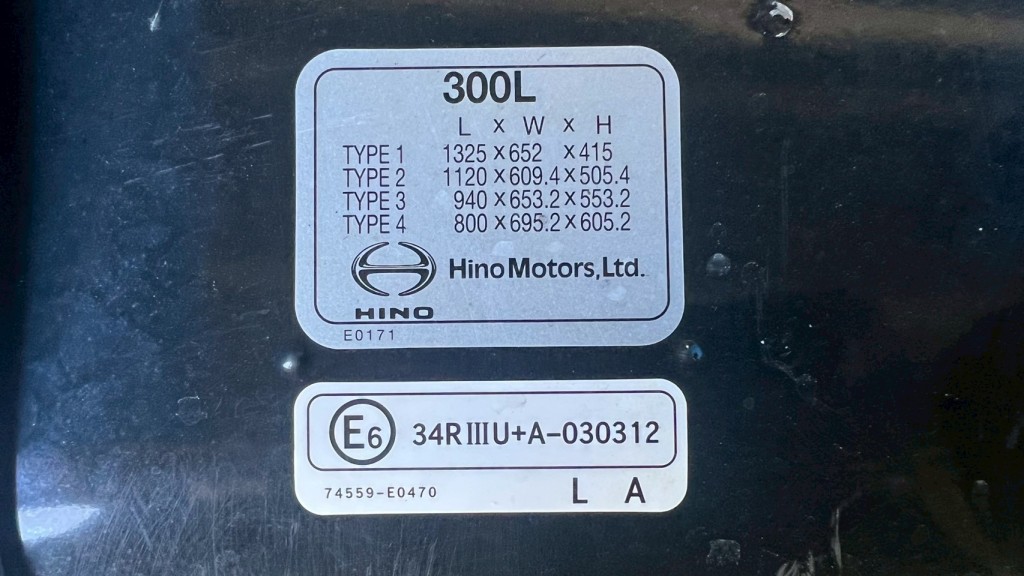 300L
L x W x H
TYPE 1 1325 x 652 x 415
TYPE 2 1120 x 609.4 x 505.4
TYPE 3 940 x 653.2 x 553.2
TYPE 4 800 x 695.2 x 605.2
Hino Motors, Ltd.
HINO
E0171
E6 34RⅢU+A-030312
74559-E0470 L A